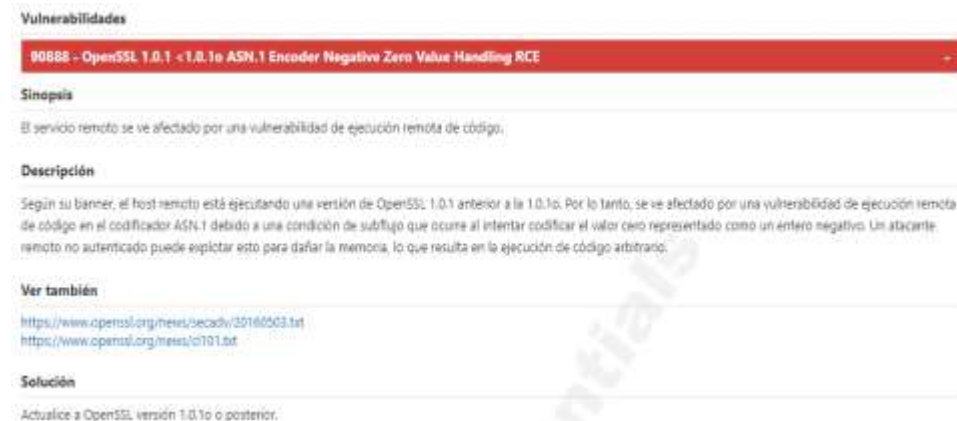 Vulnerabilidades
90888 - OpenSSL 1.0.1 <1.0.1o ASN.1 Encoder Negative Zero Value Handling RCE
Sinopsis
El servicio remoto se ve afectado por una vulnerabilidad de ejecución remota de código.
Descripción
Según su banner, el host remoto está ejecutando una versión de OpenSSL 1.0.1 anterior a la 1.0.1o. Por lo tanto, se ve afectado por una vulnerabilidad de ejecución remota
de código en el codificador ASN.1 debido a una condición de subflujo que ocurre al intentar codificar el valor cero representado como un entero negativo. Un atacante
remoto no autenticado puede explotar esto para dañar la memoria, lo que resulta en la ejecución de código arbitrario.
Ver también
https://www.openssl.org/news/secadv/20160503.txt
https://www.openssl.org/news/cl101.txt
Solución
Actualice a OpenSSL versión 1.0.1o o posterior.